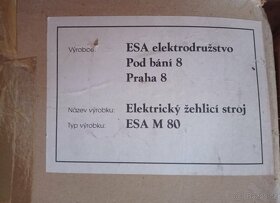 Výrobce: ESA elektrodružstvo
Pod bání 8
Praha 8
Název výrobku: Elektrický žehlicí stroj
Typ výrobku: ESA M 80